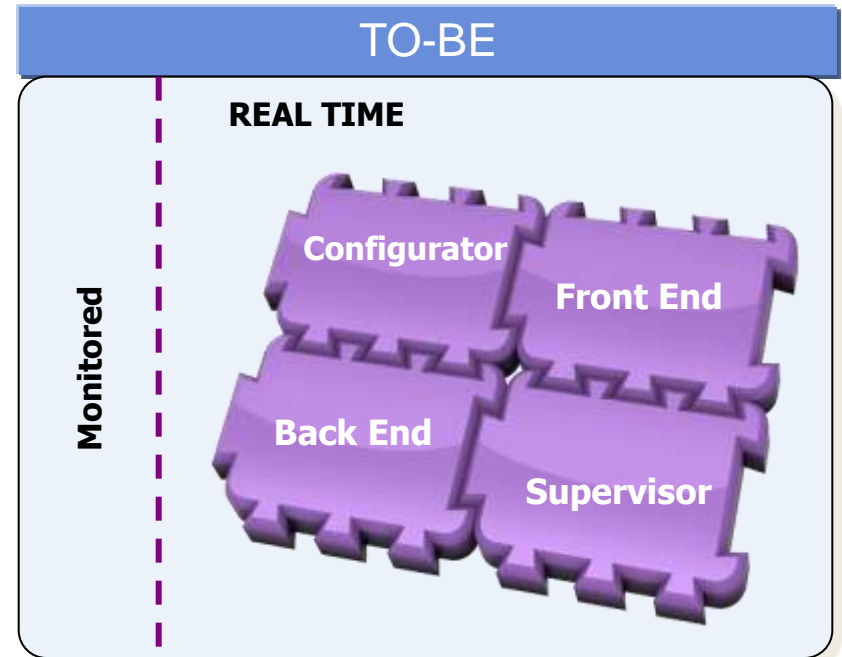 TO-BE
REAL TIME
Monitored
Configurator
Front End
Back End
Supervisor